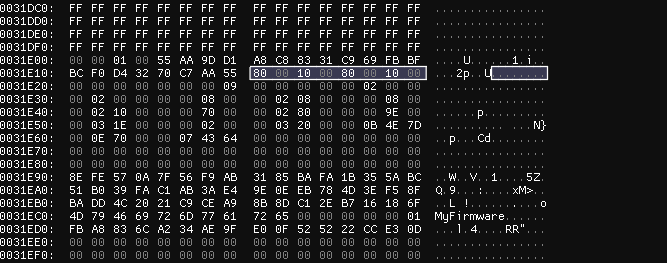 0031DC0: FF FF FF FF FF FF FF FF FF FF FF FF FF FF FF FF ................
0031DD0: FF FF FF FF FF FF FF FF FF FF FF FF FF FF FF FF ................
0031DE0: FF FF FF FF FF FF FF FF FF FF FF FF FF FF FF FF ................
0031DF0: FF FF FF FF FF FF FF FF FF FF FF FF FF FF FF FF ................
0031E00: 00 00 01 00 55 AA 9D D1 A8 C8 83 31 C9 69 FB BF ....U......1.i..
0031E10: BC F0 D4 32 70 C7 AA 55 80 00 10 00 80 00 10 00 ...2p..U........
0031E20: 00 00 00 00 00 00 00 09 00 00 00 00 02 00 00 00 ................
0031E30: 00 02 00 00 00 08 00 00 02 08 00 00 00 08 00 ................
0031E40: 00 02 10 00 00 70 00 00 02 80 00 00 9E 00 .....p..........
0031E50: 00 03 1E 00 00 00 02 00 00 03 20 00 00 0B 4E 7D .......... ...N}
0031E60: 00 0E 70 00 00 07 43 64 00 00 00 00 00 00 00 00 ..p...Cd........
0031E70: 00 00 00 00 00 00 00 00 00 00 00 00 00 00 00 00 ................
0031E80: 00 00 00 00 00 00 00 00 00 00 00 00 00 00 00 00 ................
0031E90: 8E FE 57 0A 7F 56 F9 AB 31 85 BA FA 1B 35 5A BC ..W..V..1....5Z.
0031EA0: 51 B0 39 FA C1 AB 3A E4 9E 0E EB 78 4D 3E F5 8F Q.9...:....xM>..
0031EB0: BA DD 4C 20 21 C9 CE A9 8B 8D C1 2E B7 16 18 6F ..L !..........o
0031EC0: 4D 79 46 69 72 6D 77 61 72 65 00 00 00 00 00 01 MyFirmware......
0031ED0: FB A8 83 6C A2 34 AE 9F E0 0F 52 52 22 CC E3 0D ...l.4....RR"...
0031EE0: 00 00 00 00 00 00 00 00 00 00 00 00 00 00 00 00 ................
0031EF0: 00 00 00 00 00 00 00 00 00 00 00 00 00 00 00 00 ................